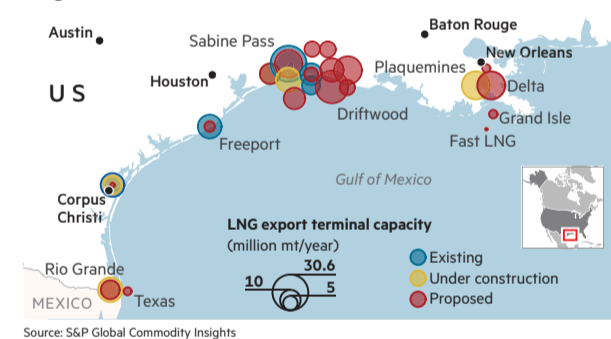 Baton Rouge
Austin
Sabine Pass
New Orleans
Plaquemines
Houston
US
Delta
Driftwood
Grand Isle
Freeport
Fast LNG
Gulf of Mexico
Corpus
Christi
LNG export terminal capacity
(million mt/year)
30.6
10
5
Existing
Under construction
Proposed
Rio Grande
MEXICO
Texas
Source: S&P Global Commodity Insights